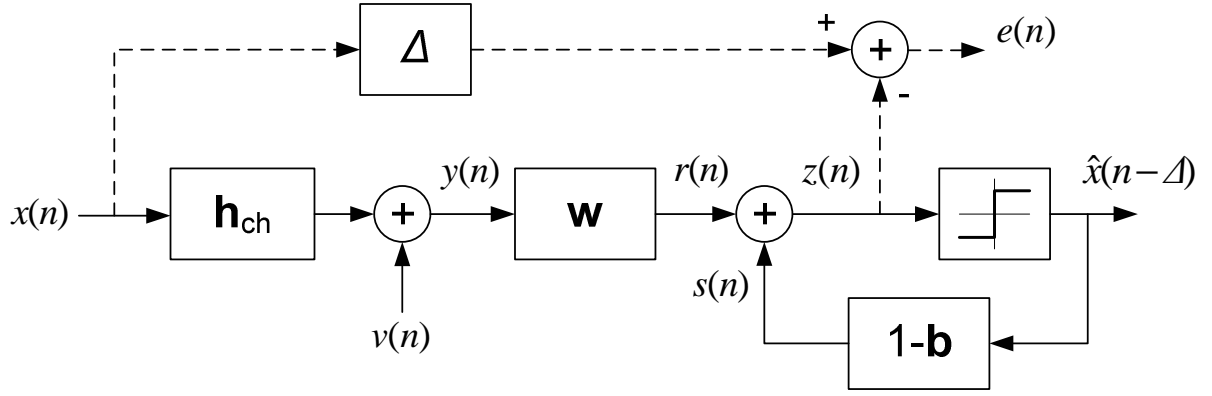 Δ
+
+
-
e(n)
x(n)
h_ch
+
y(n)
w
r(n)
+
z(n)
x̂(n−Δ)
v(n)
s(n)
1-b